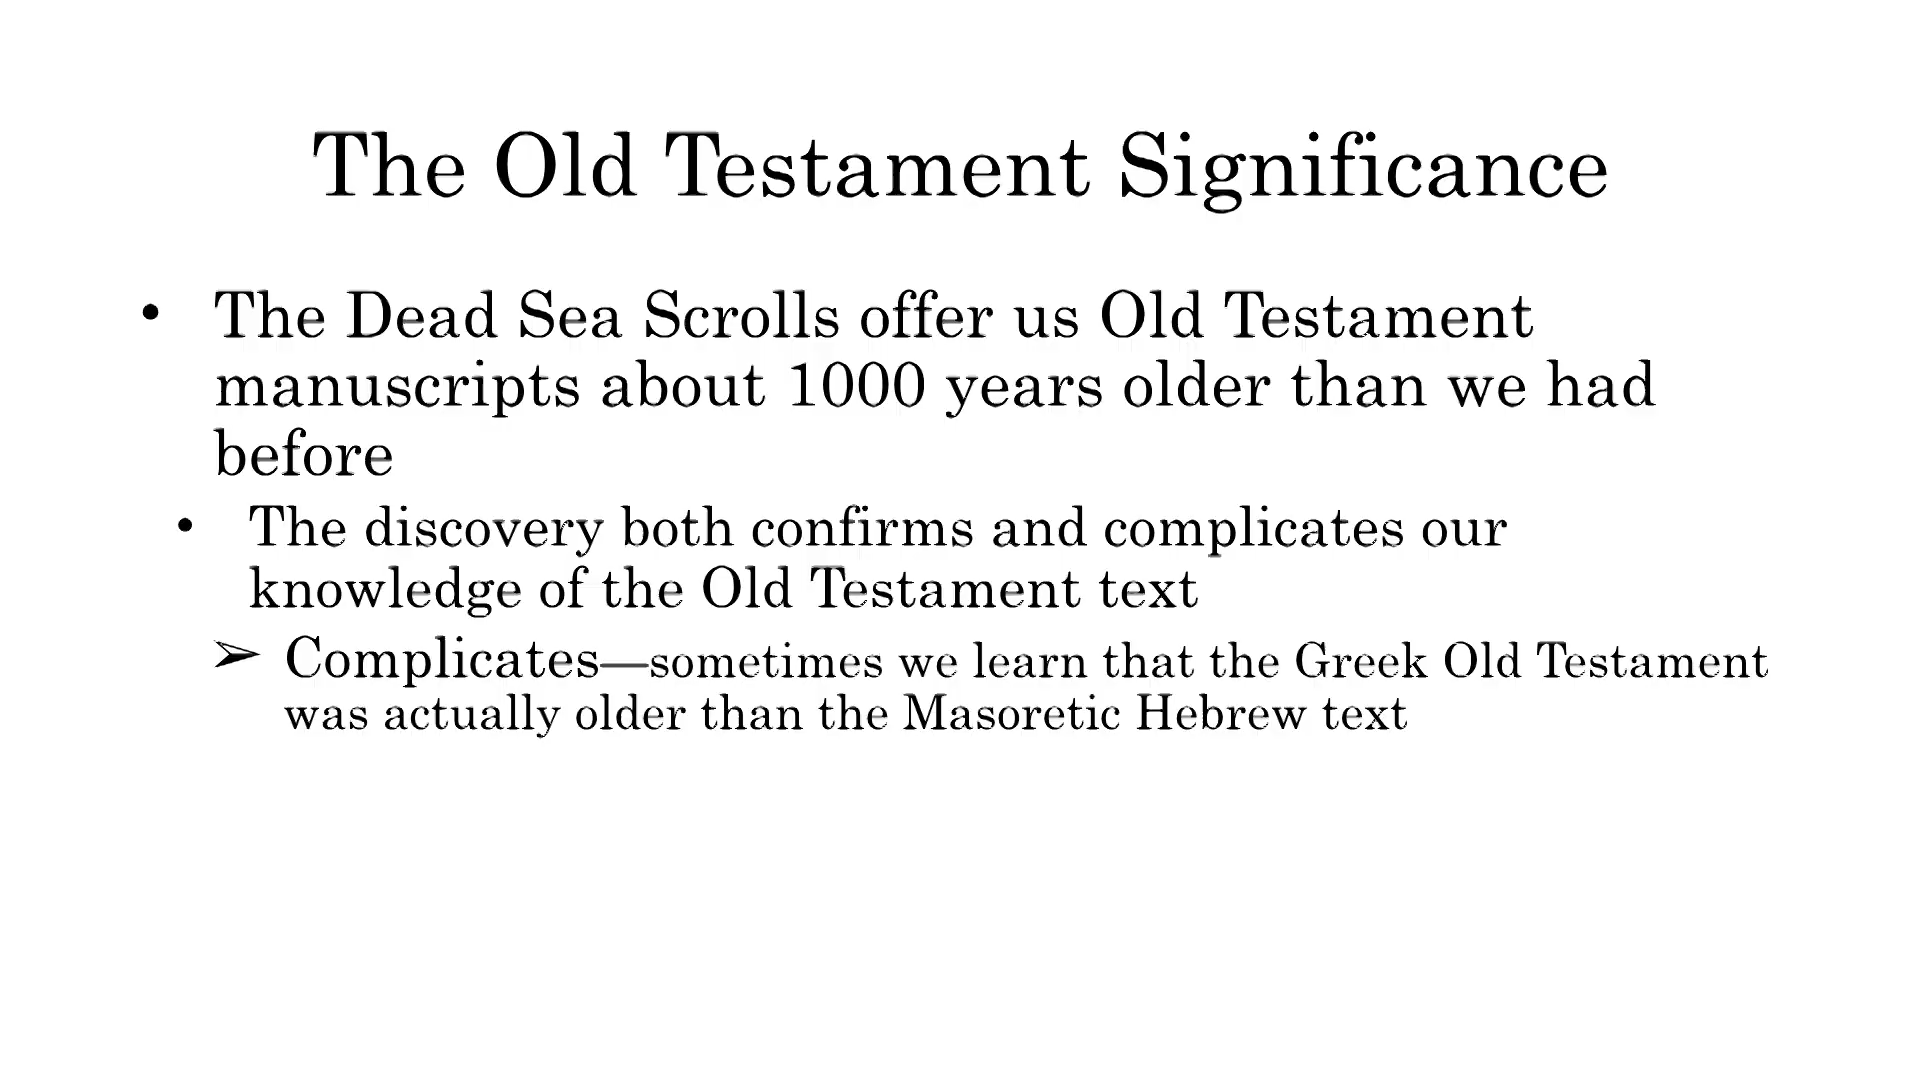 The Old Testament Significance
• The Dead Sea Scrolls offer us Old Testament
manuscripts about 1000 years older than we had
before
• The discovery both confirms and complicates our
knowledge of the Old Testament text
➢ Complicates—sometimes we learn that the Greek Old Testament
was actually older than the Masoretic Hebrew text